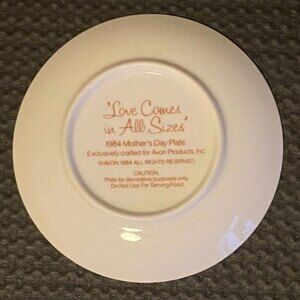 "Love Comes
in All Sizes"
1984 Mother's Day Plate
Exclusively crafted for Avon Products, Inc.
©AVON 1984 ALL RIGHTS RESERVED
CAUTION:
Plate for decorative purposes only.
Do Not Use For Serving Food.